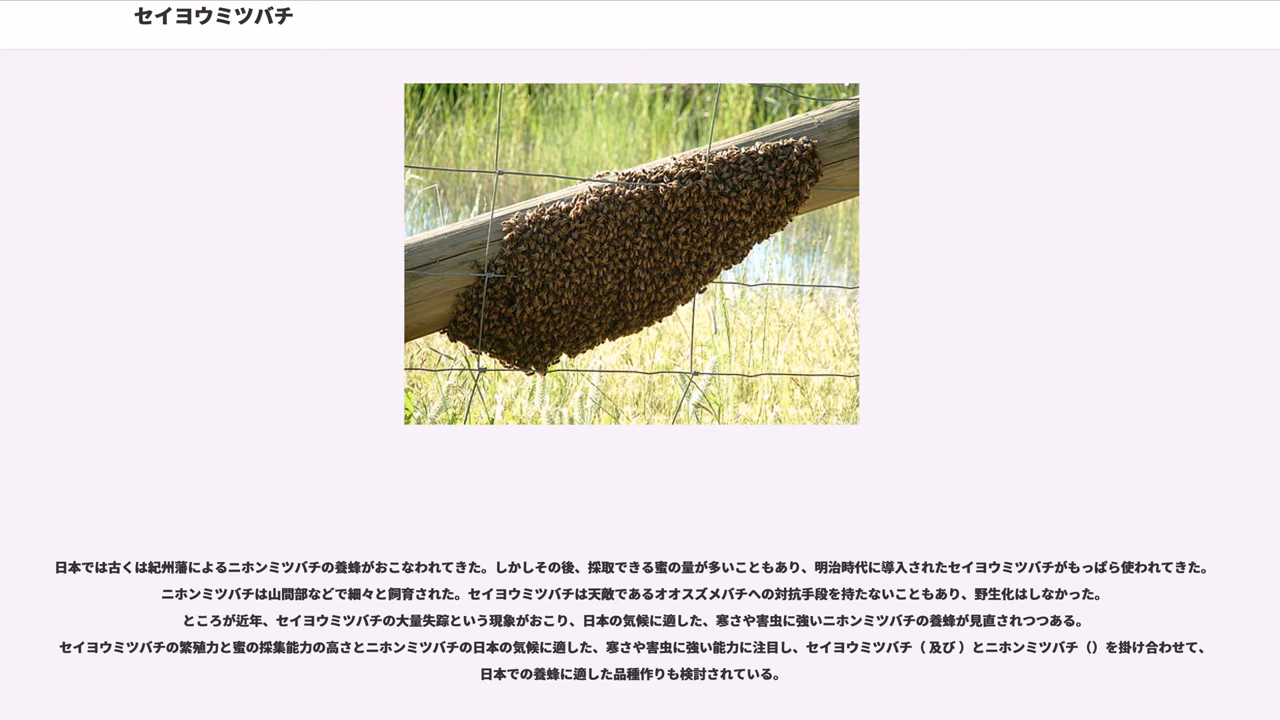 セイヨウミツバチ
日本では古くは紀州藩によるニホンミツバチの養蜂がおこなわれてきた。しかしその後、採取できる蜜の量が多いこともあり、明治時代に導入されたセイヨウミツバチがもっぱら使われてきた。
ニホンミツバチは山間部などで細々と飼育された。セイヨウミツバチは天敵であるオオスズメバチへの対抗手段を持たないこともあり、野生化はしなかった。
ところが近年、セイヨウミツバチの大量失踪という現象がおこり、日本の気候に適した、寒さや害虫に強いニホンミツバチの養蜂が見直されつつある。
セイヨウミツバチの繁殖力と蜜の採集能力の高さとニホンミツバチの日本の気候に適した、寒さや害虫に強い能力に注目し、セイヨウミツバチ（ 及び ）とニホンミツバチ（）を掛け合わせて、
日本での養蜂に適した品種作りも検討されている。